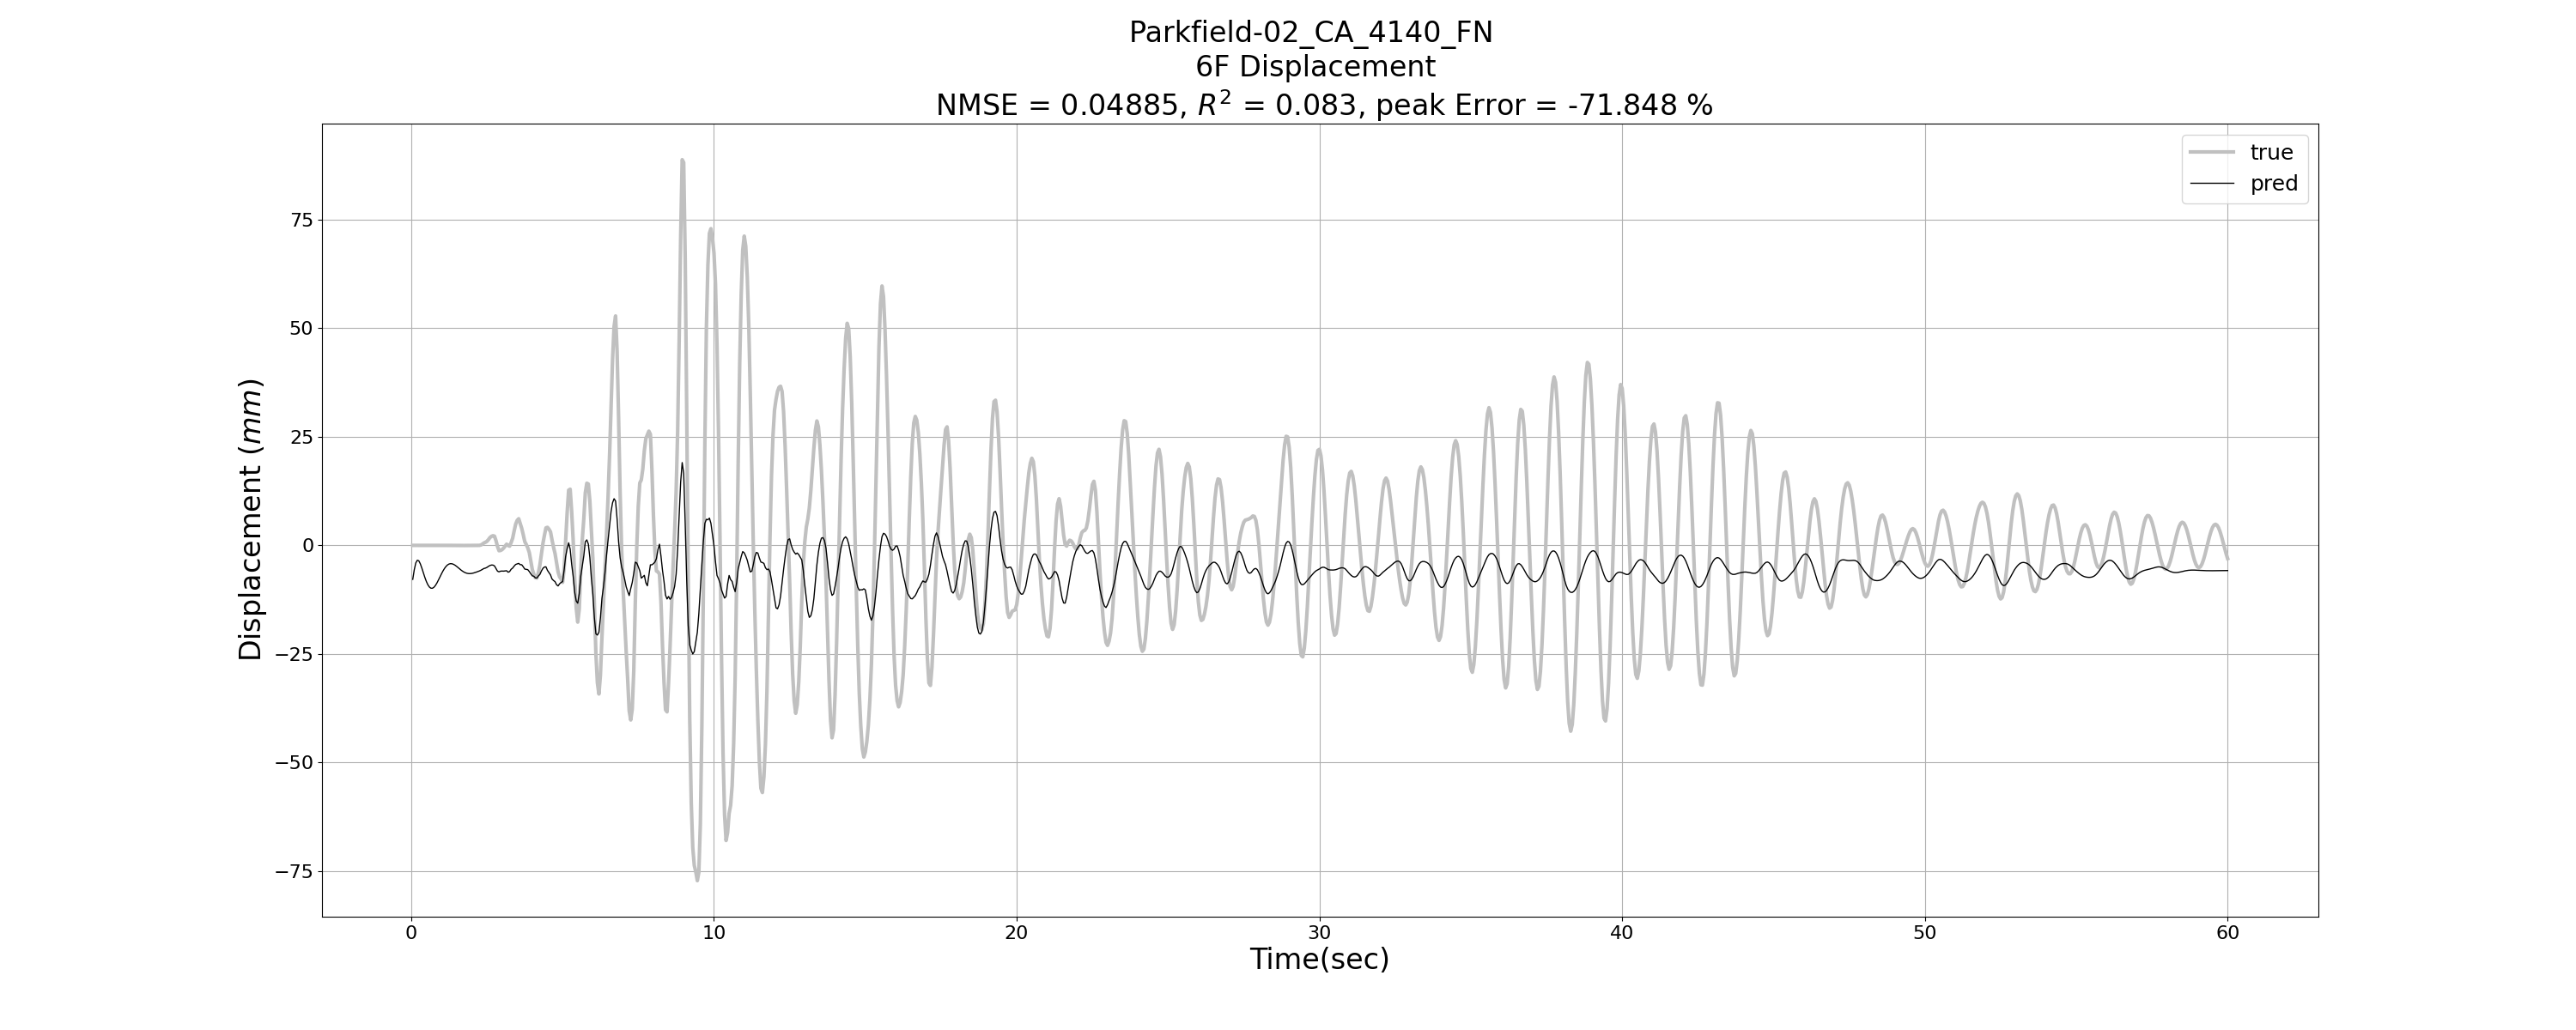 Parkfield-02_CA_4140_FN
6F Displacement
NMSE = 0.04885, R² = 0.083, peak Error = -71.848 %
true
pred
75
50
25
0
−25
−50
−75
Displacement (mm)
0 10 20 30 40 50 60
Time(sec)